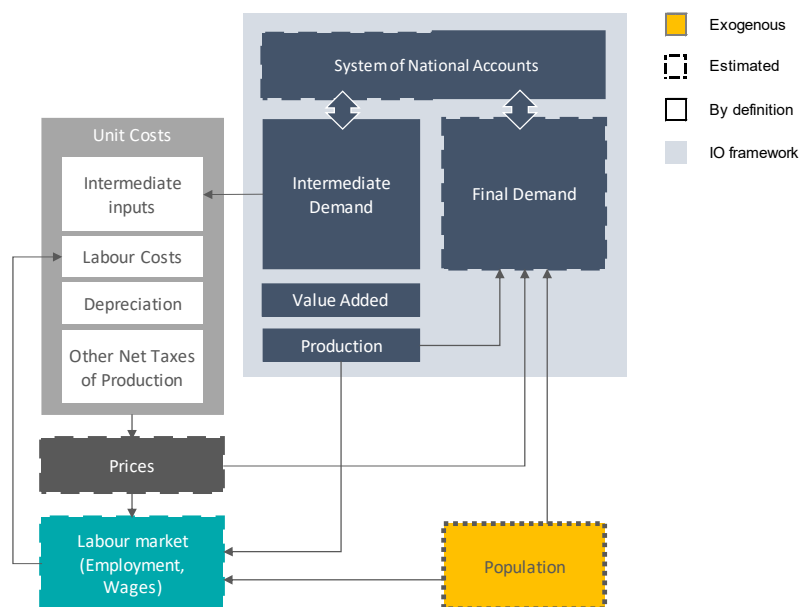 System of National Accounts
Exogenous
Estimated
By definition
IO framework
Unit Costs
Intermediate
inputs
Labour Costs
Depreciation
Other Net Taxes
of Production
Intermediate
Demand
Final Demand
Value Added
Production
Prices
Labour market
(Employment,
Wages)
Population